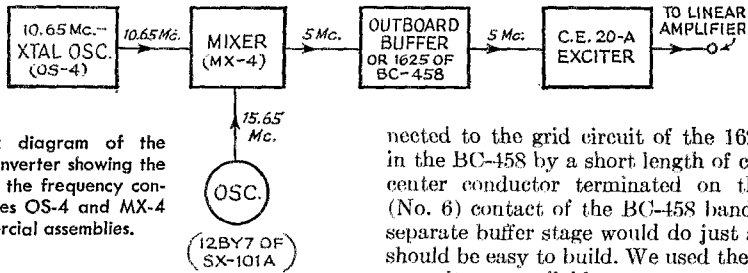 10.65 Mc.-
XTAL OSC.
(OS-4)
10.65 Mc.
MIXER
(MX-4)
5 Mc.
OUTBOARD
BUFFER
OR 1625 OF
BC-458
5 Mc.
C.E. 20-A
EXCITER
TO LINEAR
AMPLIFIER
15.65
Mc.
OSC.
(12BY7 OF
SX-101A)
diagram of the
nverter showing the
the frequency con-
es OS-4 and MX-4
ercial assemblies.
nected to the grid circuit of the 162
in the BC-458 by a short length of c
center conductor terminated on th
(No. 6) contact of the BC-458 band
separate buffer stage would do just a
should be easy to build. We used the